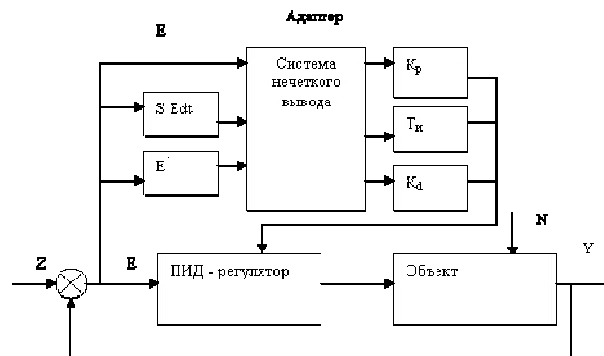 Адаптер
E
Система
нечеткого
вывода
Kp
S Edt
Tи
E'
Kd
N
Z
E
ПИД - регулятор
Объект
Y